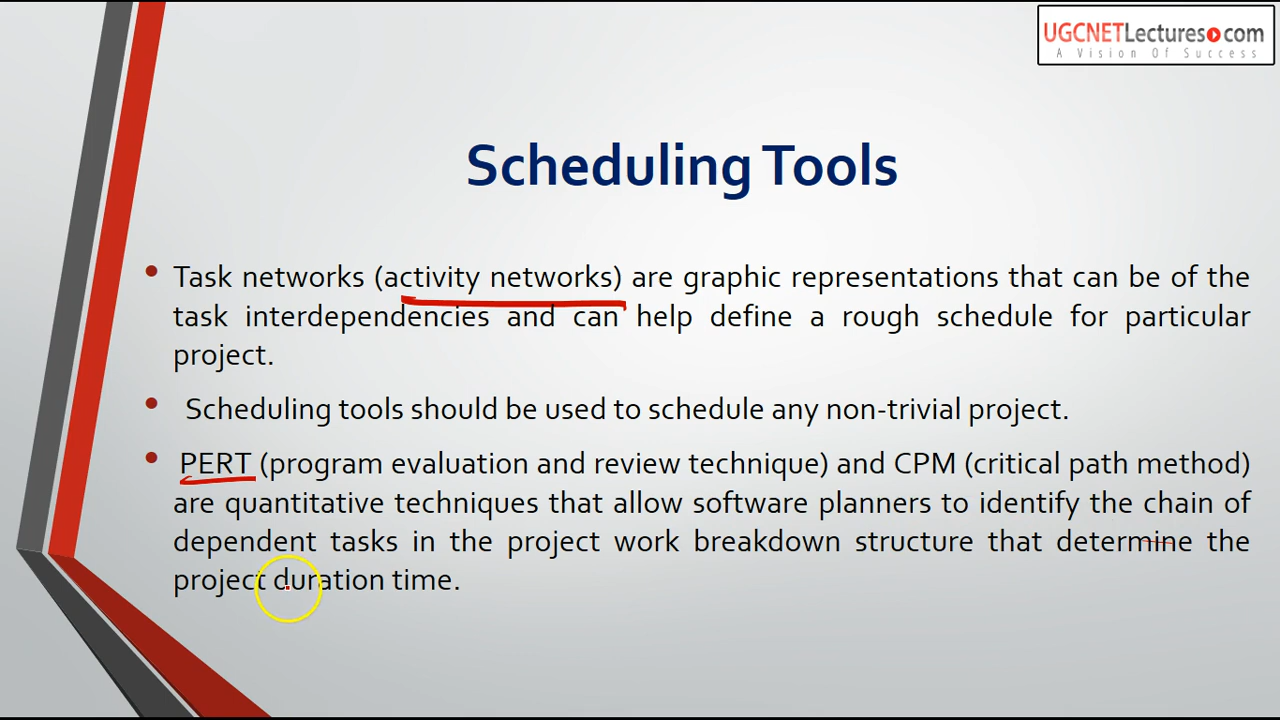 UGCNETLectures.com
A Vision Of Success
Scheduling Tools
• Task networks (activity networks) are graphic representations that can be of the
task interdependencies and can help define a rough schedule for particular
project.
• Scheduling tools should be used to schedule any non-trivial project.
• PERT (program evaluation and review technique) and CPM (critical path method)
are quantitative techniques that allow software planners to identify the chain of
dependent tasks in the project work breakdown structure that determine the
project duration time.